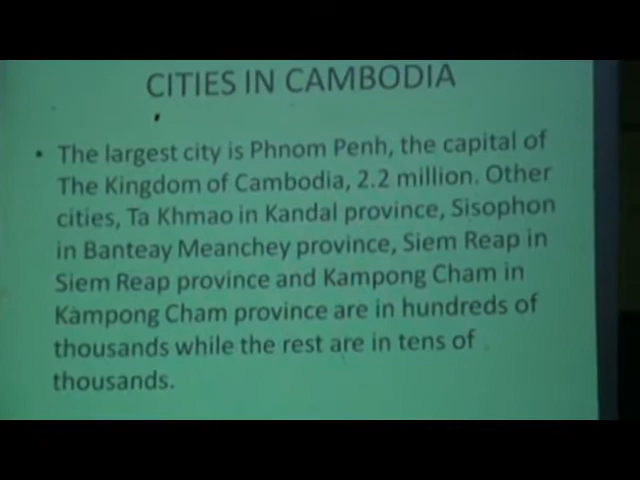 CITIES IN CAMBODIA
• The largest city is Phnom Penh, the capital of
The Kingdom of Cambodia, 2.2 million. Other
cities, Ta Khmao in Kandal province, Sisophon
in Banteay Meanchey province, Siem Reap in
Siem Reap province and Kampong Cham in
Kampong Cham province are in hundreds of
thousands while the rest are in tens of
thousands.